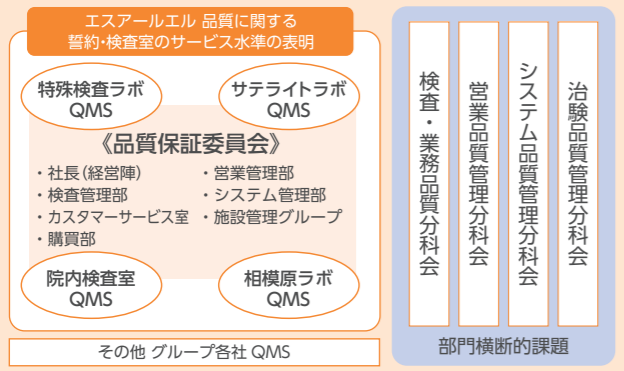 エスアールエル 品質に関する
誓約・検査室のサービス水準の表明
特殊検査ラボ
QMS
サテライトラボ
QMS
《品質保証委員会》
・社長（経営陣）
・検査管理部
・カスタマーサービス室
・購買部
・営業管理部
・システム管理部
・施設管理グループ
院内検査室
QMS
相模原ラボ
QMS
その他 グループ各社 QMS
検査・業務品質分科会
営業品質管理分科会
システム品質管理分科会
治験品質管理分科会
部門横断的課題